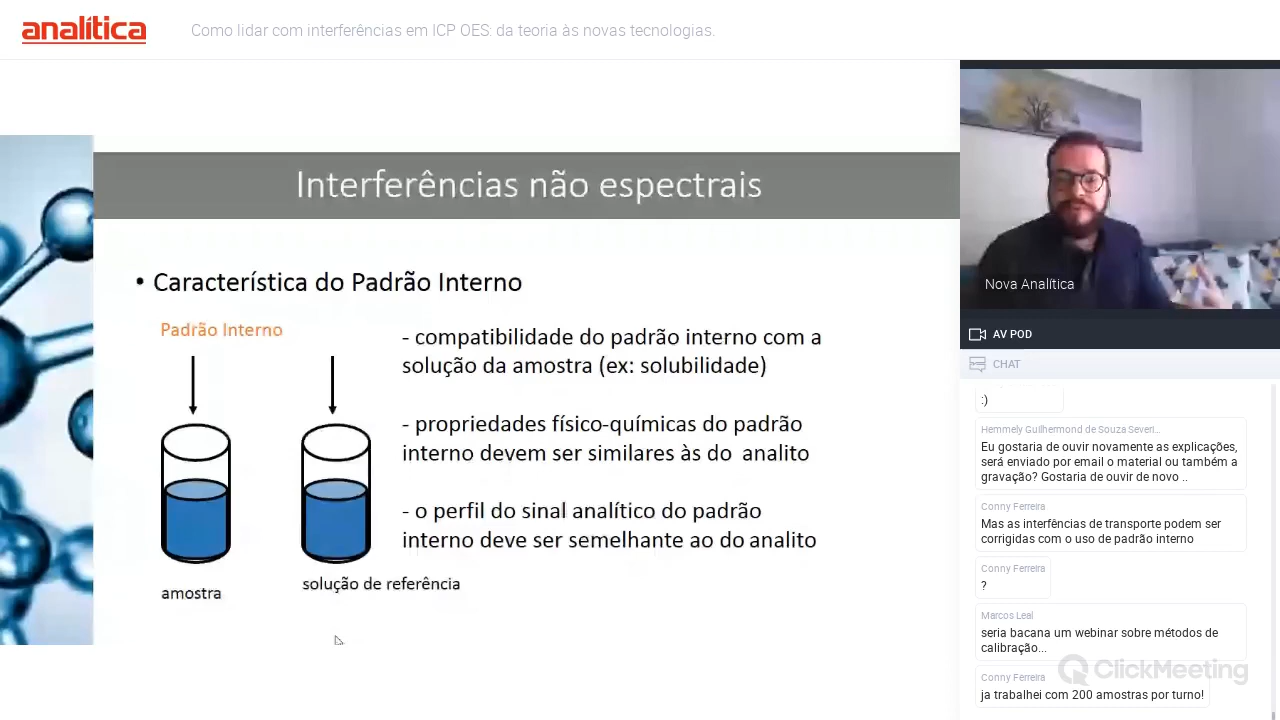 analítica
Como lidar com interferências em ICP OES: da teoria às novas tecnologias.
Interferências não espectrais
• Característica do Padrão Interno
Padrão Interno
- compatibilidade do padrão interno com a
solução da amostra (ex: solubilidade)
- propriedades físico-químicas do padrão
interno devem ser similares às do analito
- o perfil do sinal analítico do padrão
interno deve ser semelhante ao do analito
amostra
solução de referência
Nova Analítica
AV POD
CHAT
:)
Hemmely Guilhermond de Souza Severi...
Eu gostaria de ouvir novamente as explicações,
será enviado por email o material ou também a
gravação? Gostaria de ouvir de novo ..
Conny Ferreira
Mas as interfências de transporte podem ser
corrigidas com o uso de padrão interno
Conny Ferreira
?
Marcos Leal
seria bacana um webinar sobre métodos de
calibração...
Conny Ferreira
ja trabalhei com 200 amostras por turno!
ClickMeeting